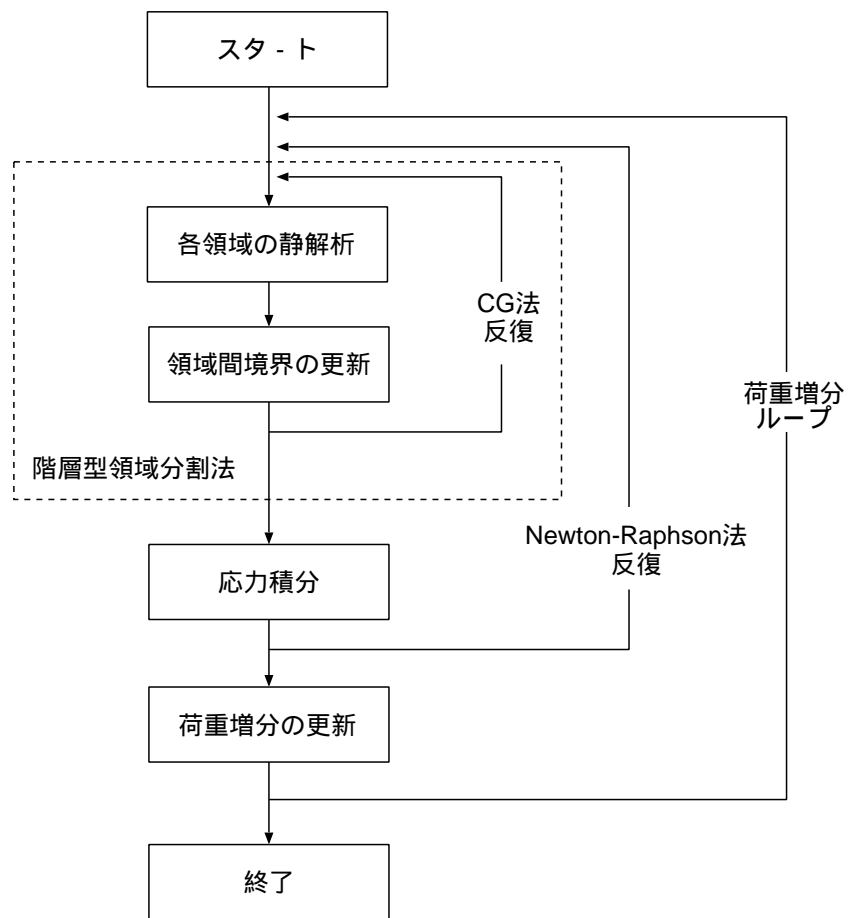 スタ - ト
各領域の静解析
CG法
反復
領域間境界の更新
荷重増分
ループ
階層型領域分割法
Newton-Raphson法
反復
応力積分
荷重増分の更新
終了